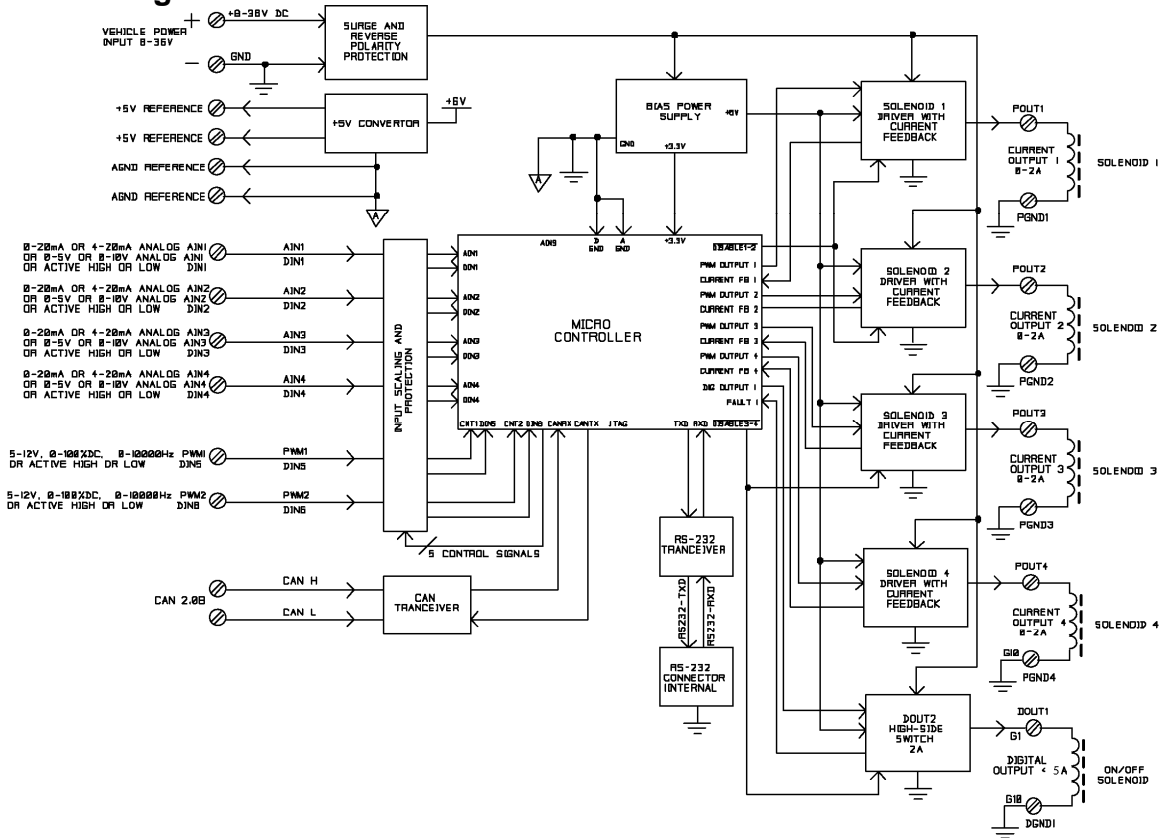 +8-36V DC
VEHICLE POWER
INPUT 8-36V
+
GND
-
SURGE AND
REVERSE
POLARITY
PROTECTION
+5V REFERENCE
+5V REFERENCE
AGND REFERENCE
AGND REFERENCE
+5V CONVERTOR
+6V
A
BIAS POWER
SUPPLY
GND
+3.3V
A
0-20mA OR 4-20mA ANALOG AIN1
OR 0-5V OR 0-10V ANALOG AIN1
OR ACTIVE HIGH OR LOW DIN1
AIN1
DIN1
0-20mA OR 4-20mA ANALOG AIN2
OR 0-5V OR 0-10V ANALOG AIN2
OR ACTIVE HIGH OR LOW DIN2
AIN2
DIN2
0-20mA OR 4-20mA ANALOG AIN3
OR 0-5V OR 0-10V ANALOG AIN3
OR ACTIVE HIGH OR LOW DIN3
AIN3
DIN3
0-20mA OR 4-20mA ANALOG AIN4
OR 0-5V OR 0-10V ANALOG AIN4
OR ACTIVE HIGH OR LOW DIN4
AIN4
DIN4
5-12V, 0-100%DC, 0-10000Hz PWM1
OR ACTIVE HIGH OR LOW DIN5
PWM1
DIN5
5-12V, 0-100%DC, 0-10000Hz PWM2
OR ACTIVE HIGH OR LOW DIN6
PWM2
DIN6
INPUT SCALING AND
PROTECTION
5 CONTROL SIGNALS
CAN 2.0B
CAN H
CAN L
CAN
TRANCEIVER
D
GND
A
GND
+3.3V
MICRO
CONTROLLER
AIN1
DIN1
AIN2
DIN2
AIN3
DIN3
AIN4
DIN4
CNT1 DIN5 CNT2 DIN6 CANRX CANTX JTAG TXD RXD DISABLE3-4
DISABLE1-2
PWM OUTPUT 1
CURRENT FB 1
PWM OUTPUT 2
CURRENT FB 2
PWM OUTPUT 3
CURRENT FB 3
PWM OUTPUT 4
CURRENT FB 4
DIG OUTPUT 1
FAULT 1
RS-232
TRANCEIVER
RS232-TXD
RS232-RXD
RS-232
CONNECTOR
INTERNAL
SOLENOID 1
DRIVER WITH
CURRENT
FEEDBACK
POUT1
CURRENT
OUTPUT 1
0-2A
SOLENOID 1
PGND1
SOLENOID 2
DRIVER WITH
CURRENT
FEEDBACK
POUT2
CURRENT
OUTPUT 2
0-2A
SOLENOID 2
PGND2
SOLENOID 3
DRIVER WITH
CURRENT
FEEDBACK
POUT3
CURRENT
OUTPUT 3
0-2A
SOLENOID 3
PGND3
SOLENOID 4
DRIVER WITH
CURRENT
FEEDBACK
POUT4
CURRENT
OUTPUT 4
0-2A
SOLENOID 4
G10
PGND4
DOUT2
HIGH-SIDE
SWITCH
2A
DOUT1
G1
DIGITAL
OUTPUT < 5A
ON/OFF
SOLENOID
G10
DGND1